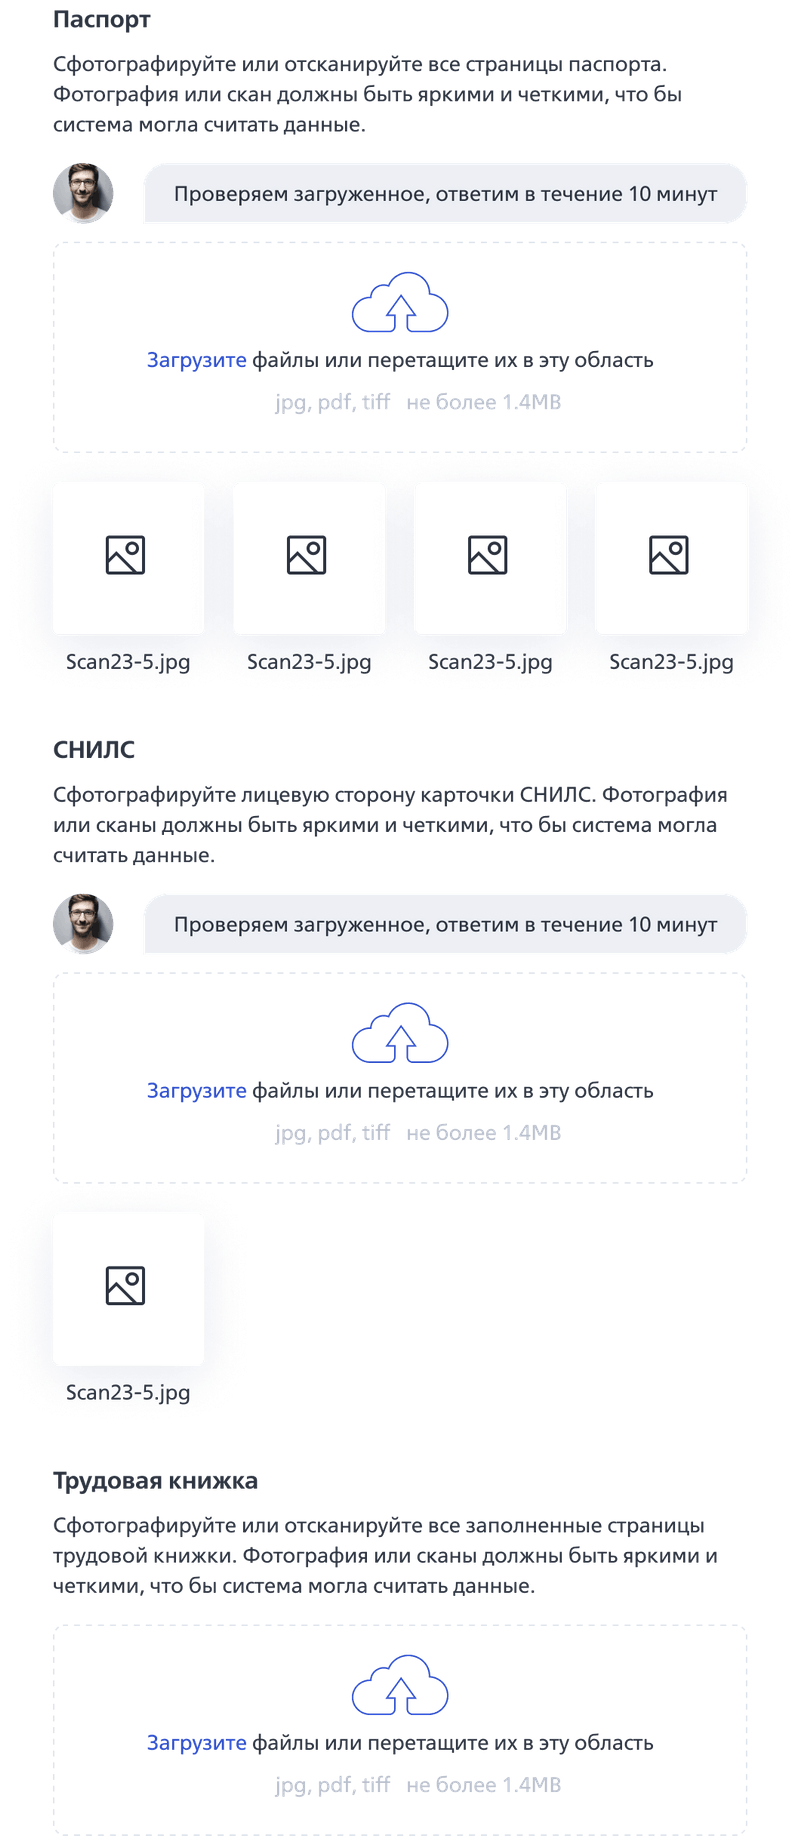 Паспорт
Сфотографируйте или отсканируйте все страницы паспорта.
Фотография или скан должны быть яркими и четкими, что бы
система могла считать данные.
Проверяем загруженное, ответим в течение 10 минут
Загрузите файлы или перетащите их в эту область
jpg, pdf, tiff не более 1.4MB
Scan23-5.jpg Scan23-5.jpg Scan23-5.jpg Scan23-5.jpg
СНИЛС
Сфотографируйте лицевую сторону карточки СНИЛС. Фотография
или сканы должны быть яркими и четкими, что бы система могла
считать данные.
Проверяем загруженное, ответим в течение 10 минут
Загрузите файлы или перетащите их в эту область
jpg, pdf, tiff не более 1.4MB
Scan23-5.jpg
Трудовая книжка
Сфотографируйте или отсканируйте все заполненные страницы
трудовой книжки. Фотография или сканы должны быть яркими и
четкими, что бы система могла считать данные.
Загрузите файлы или перетащите их в эту область
jpg, pdf, tiff не более 1.4MB